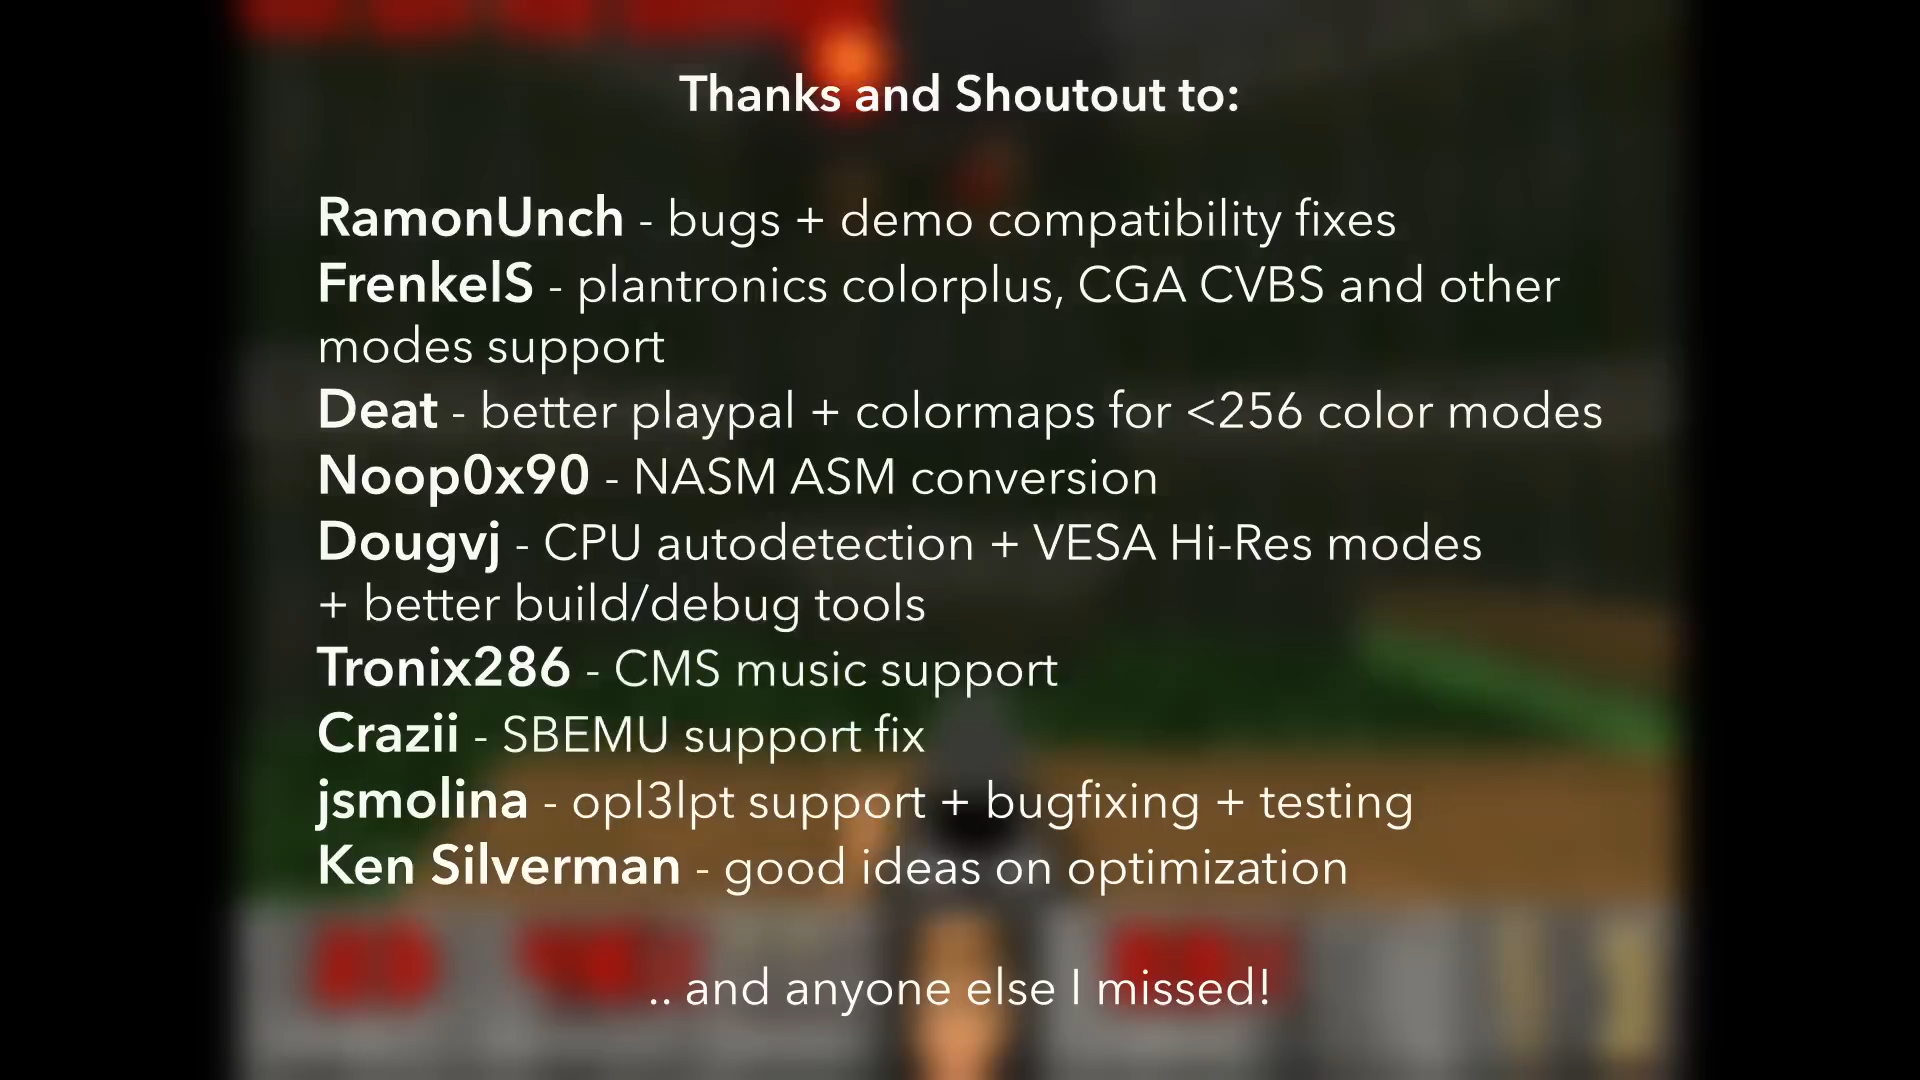 Thanks and Shoutout to:
RamonUnch - bugs + demo compatibility fixes
FrenkelS - plantronics colorplus, CGA CVBS and other
modes support
Deat - better playpal + colormaps for <256 color modes
Noop0x90 - NASM ASM conversion
Dougvj - CPU autodetection + VESA Hi-Res modes
+ better build/debug tools
Tronix286 - CMS music support
Crazii - SBEMU support fix
jsmolina - opl3lpt support + bugfixing + testing
Ken Silverman - good ideas on optimization
.. and anyone else I missed!